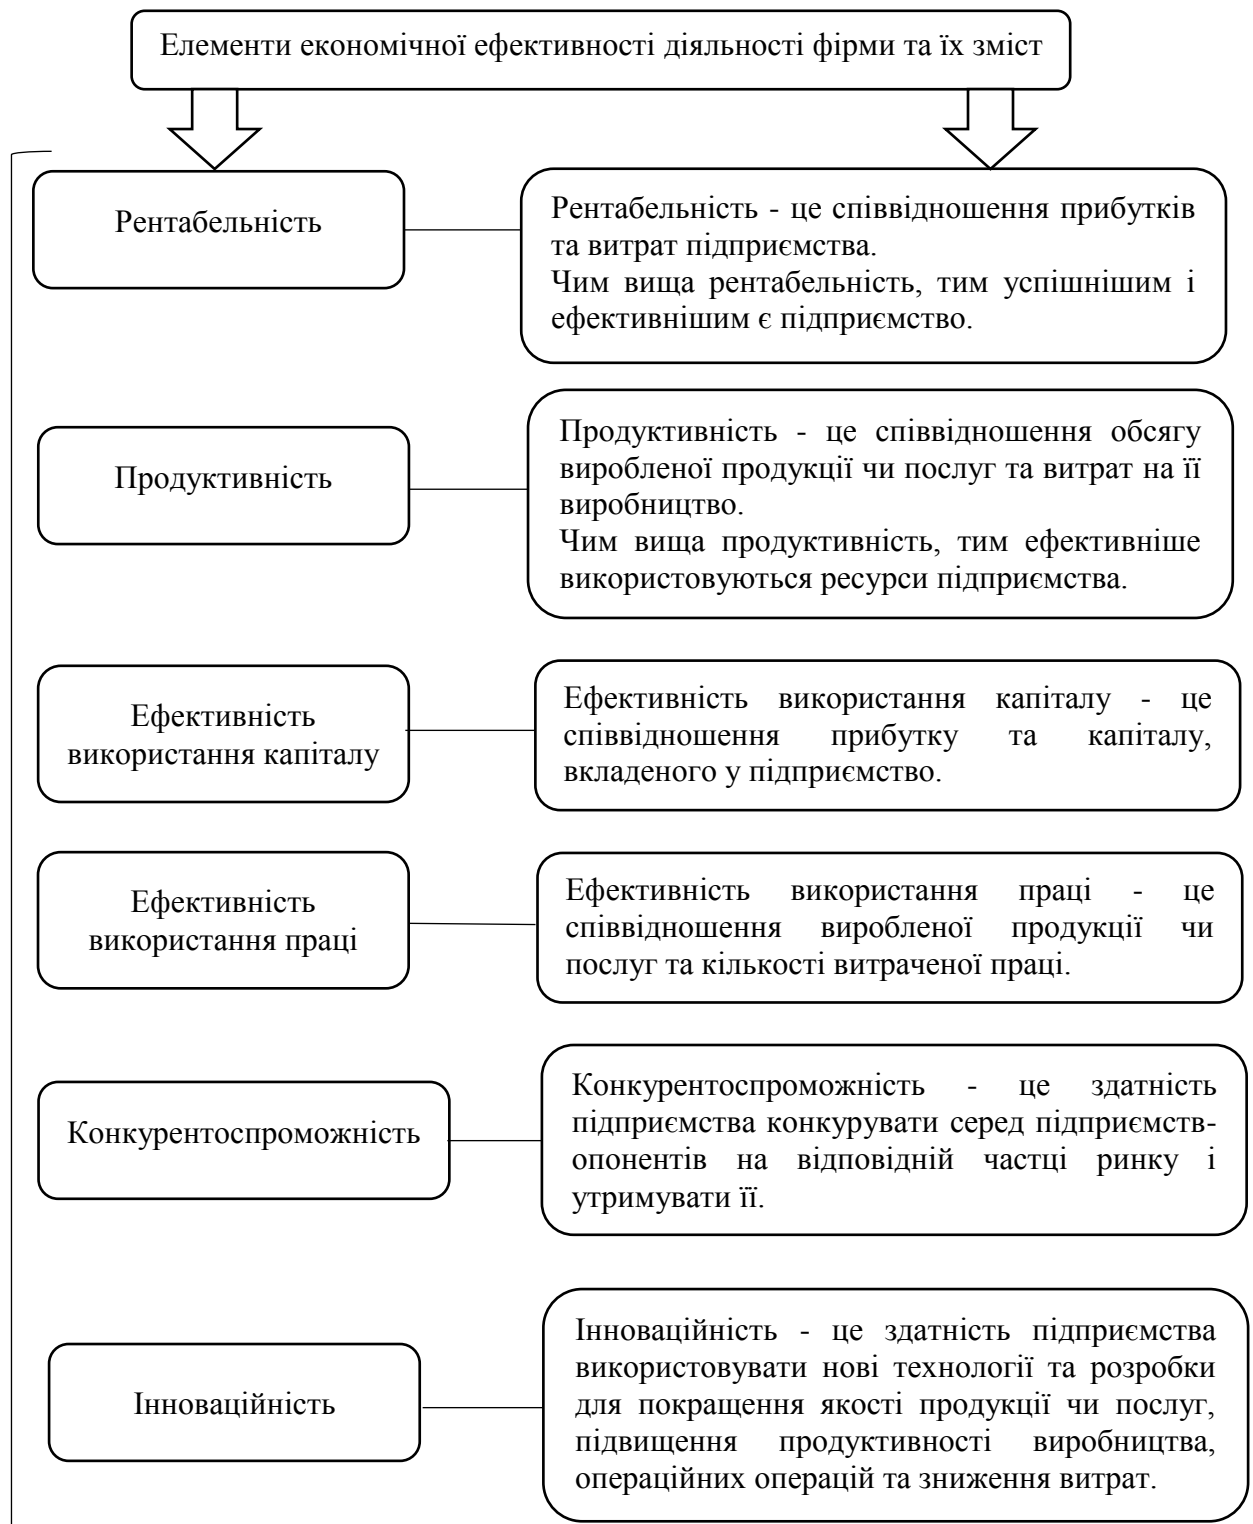 Елементи економічної ефективності діяльності фірми та їх зміст
Рентабельність
Рентабельність - це співвідношення прибутків
та витрат підприємства.
Чим вища рентабельність, тим успішнішим і
ефективнішим є підприємство.
Продуктивність
Продуктивність - це співвідношення обсягу
виробленої продукції чи послуг та витрат на її
виробництво.
Чим вища продуктивність, тим ефективніше
використовуються ресурси підприємства.
Ефективність
використання капіталу
Ефективність використання капіталу - це
співвідношення прибутку та капіталу,
вкладеного у підприємство.
Ефективність
використання праці
Ефективність використання праці - це
співвідношення виробленої продукції чи
послуг та кількості витраченої праці.
Конкурентоспроможність
Конкурентоспроможність - це здатність
підприємства конкурувати серед підприємств-
опонентів на відповідній частці ринку і
утримувати її.
Інноваційність
Інноваційність - це здатність підприємства
використовувати нові технології та розробки
для покращення якості продукції чи послуг,
підвищення продуктивності виробництва,
операційних операцій та зниження витрат.